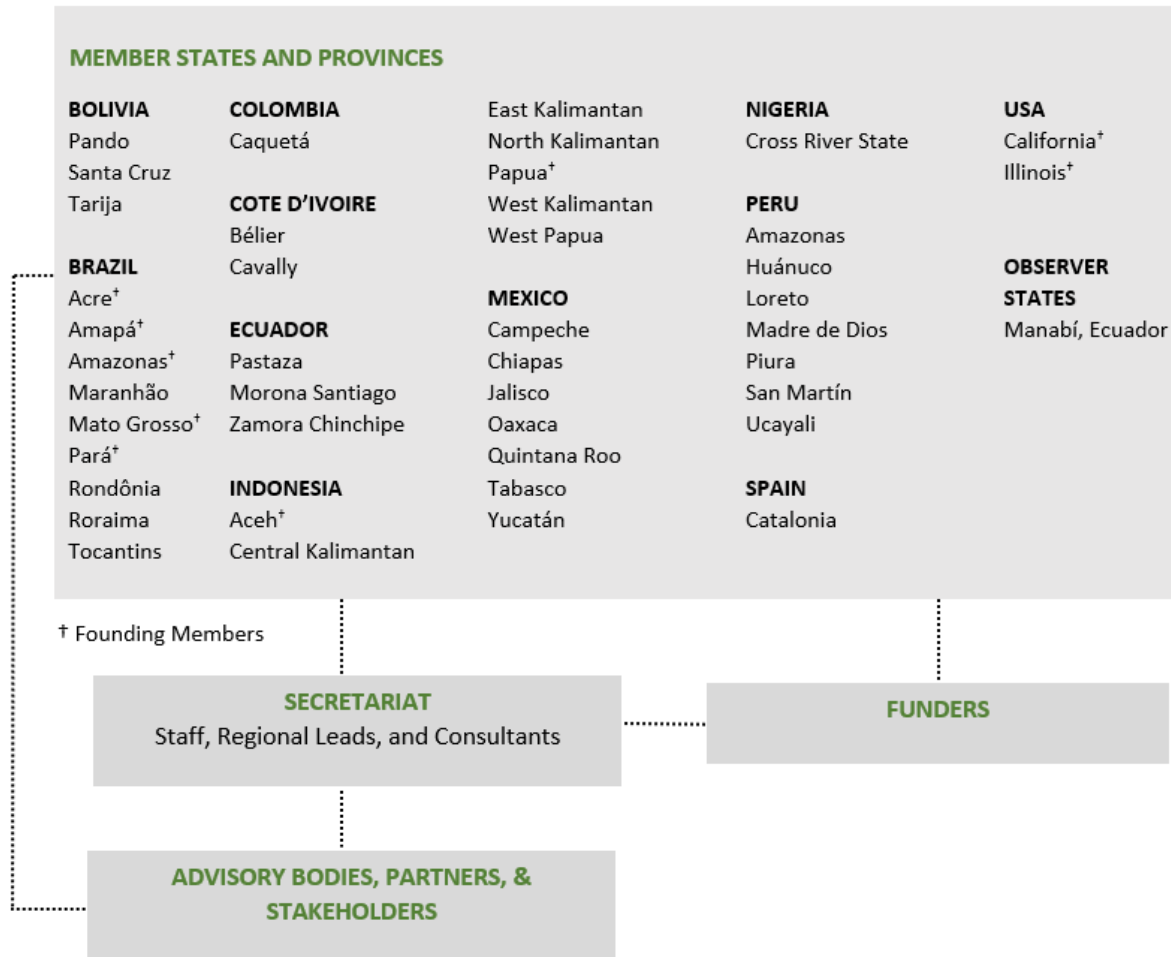 MEMBER STATES AND PROVINCES
BOLIVIA
Pando
Santa Cruz
Tarija
BRAZIL
Acre†
Amapá†
Amazonas†
Maranhão
Mato Grosso†
Pará†
Rondônia
Roraima
Tocantins
COLOMBIA
Caquetá
COTE D’IVOIRE
Bélier
Cavally
ECUADOR
Pastaza
Morona Santiago
Zamora Chinchipe
INDONESIA
Aceh†
Central Kalimantan
East Kalimantan
North Kalimantan
Papua†
West Kalimantan
West Papua
MEXICO
Campeche
Chiapas
Jalisco
Oaxaca
Quintana Roo
Tabasco
Yucatán
NIGERIA
Cross River State
PERU
Amazonas
Huánuco
Loreto
Madre de Dios
Piura
San Martín
Ucayali
SPAIN
Catalonia
USA
California†
Illinois†
OBSERVER
STATES
Manabí, Ecuador
† Founding Members
SECRETARIAT
Staff, Regional Leads, and Consultants
FUNDERS
ADVISORY BODIES, PARTNERS, &
STAKEHOLDERS